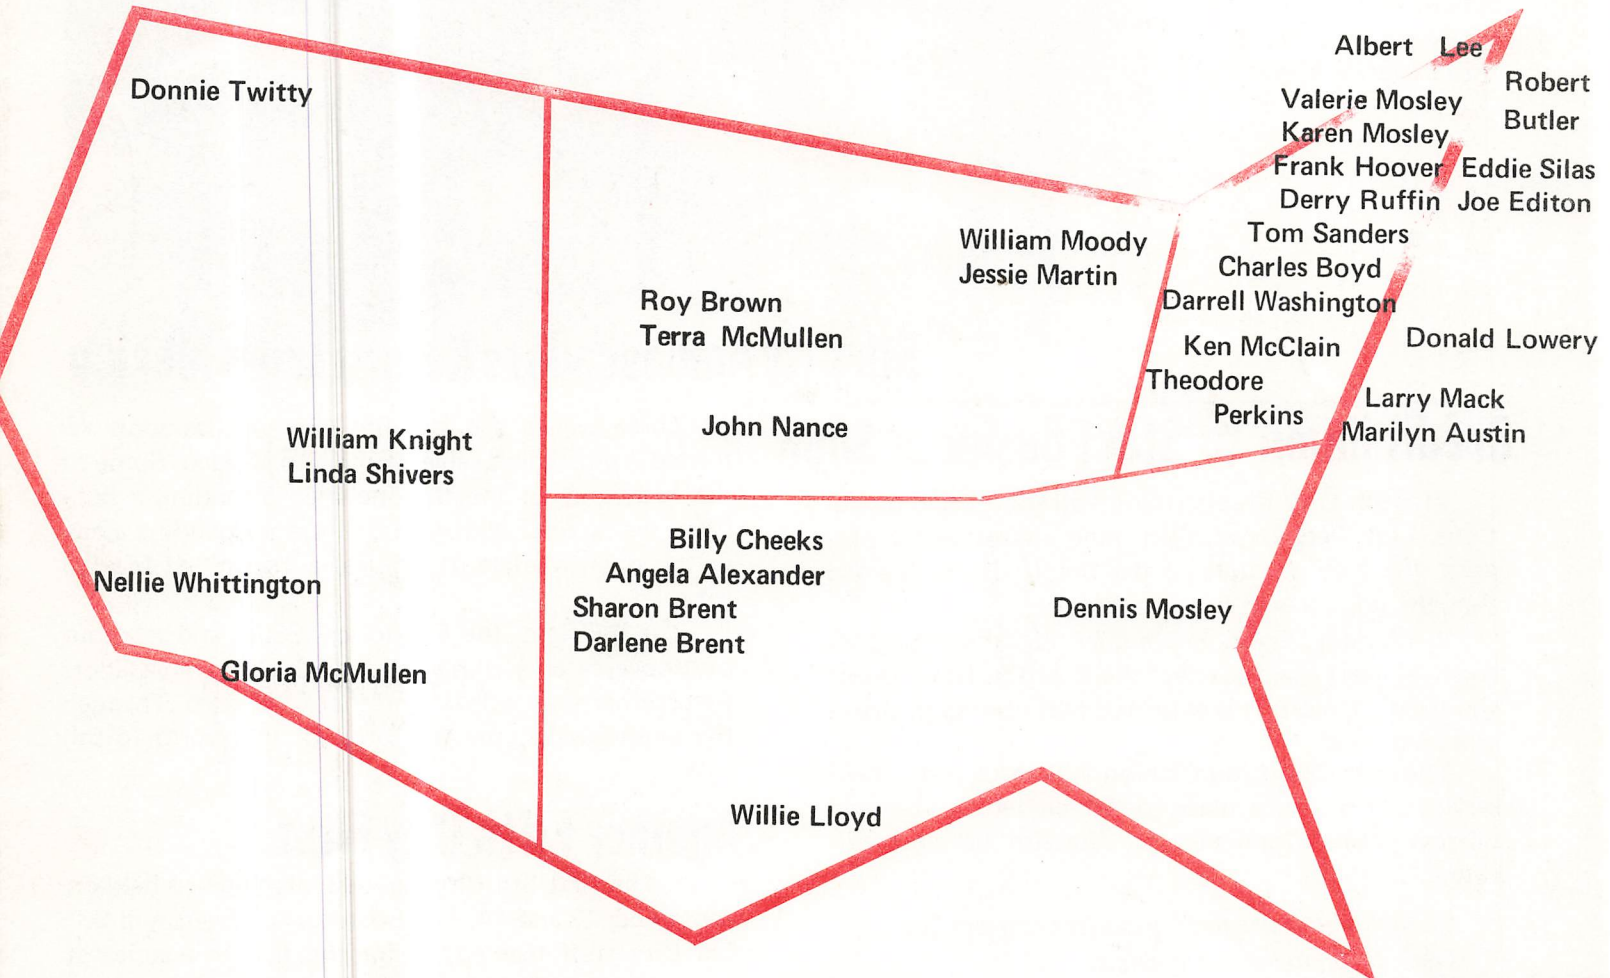 Donnie Twitty
William Knight
Linda Shivers
Nellie Whittington
Gloria McMullen
Roy Brown
Terra McMullen
John Nance
William Moody
Jessie Martin
Billy Cheeks
Angela Alexander
Sharon Brent
Darlene Brent
Willie Lloyd
Dennis Mosley
Albert Lee
Robert
Butler
Valerie Mosley
Karen Mosley
Frank Hoover
Eddie Silas
Derry Ruffin
Joe Editon
Tom Sanders
Charles Boyd
Darrell Washington
Ken McClain
Theodore
Perkins
Donald Lowery
Larry Mack
Marilyn Austin